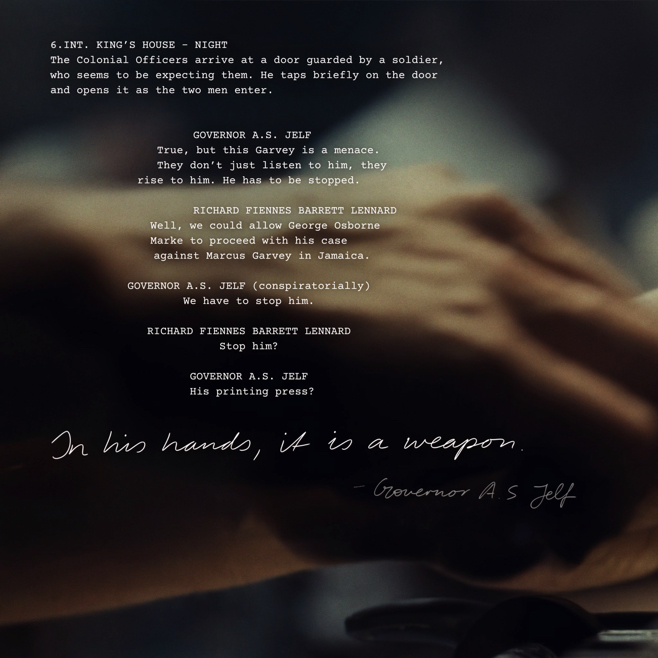 6.INT. KING'S HOUSE - NIGHT
The Colonial Officers arrive at a door guarded by a soldier,
who seems to be expecting them. He taps briefly on the door
and opens it as the two men enter.
GOVERNOR A.S. JELF
True, but this Garvey is a menace.
They don't just listen to him, they
rise to him. He has to be stopped.
RICHARD FIENNES BARRETT LENNARD
Well, we could allow George Osborne
Marke to proceed with his case
against Marcus Garvey in Jamaica.
GOVERNOR A.S. JELF (conspiratorially)
We have to stop him.
RICHARD FIENNES BARRETT LENNARD
Stop him?
GOVERNOR A.S. JELF
His printing press?
In his hands, it is a weapon.
- Governor A.S Jelf